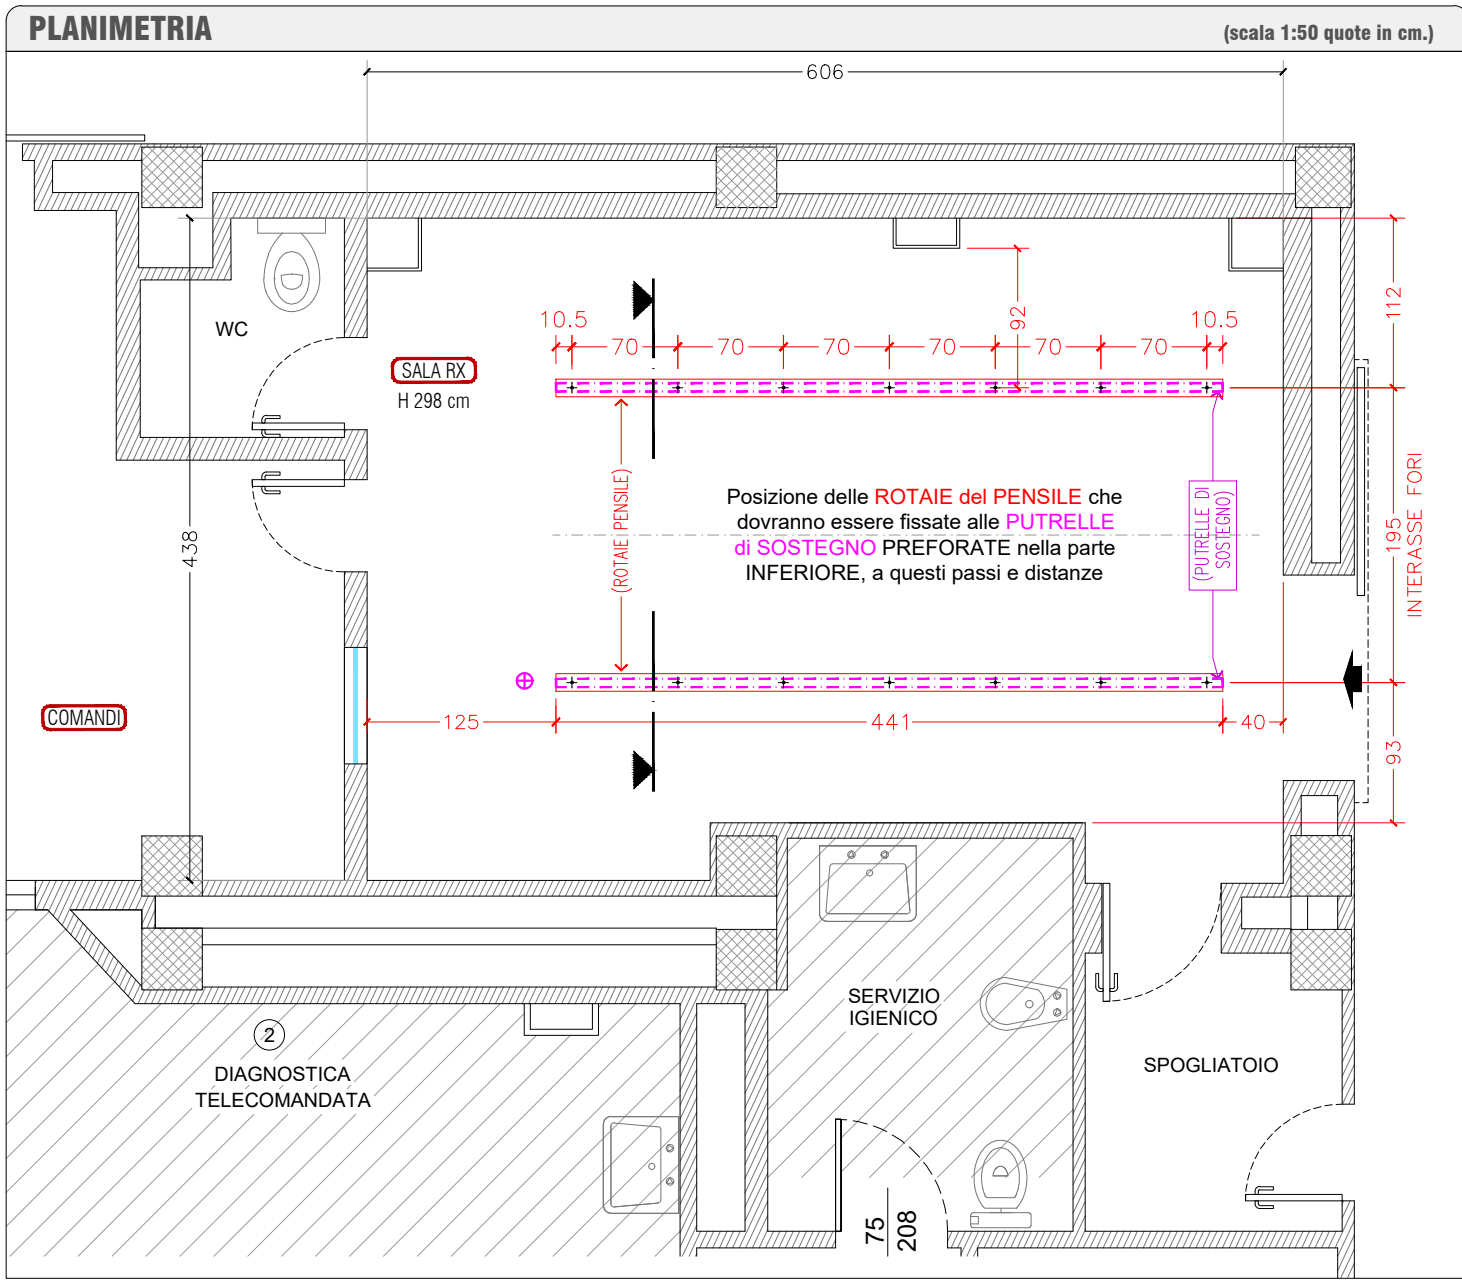 PLANIMETRIA
(scala 1:50 quote in cm.)
606
WC
SALA RX
H 298 cm
10.5
70
70
70
70
70
70
10.5
92
112
438
(ROTAIE PENSILE)
Posizione delle ROTAIE del PENSILE che
dovranno essere fissate alle PUTRELLE
di SOSTEGNO PREFORATE nella parte
INFERIORE, a questi passi e distanze
(PUTRELLE DI
SOSTEGNO)
195
INTERASSE FORI
COMANDI
125
441
40
93
SERVIZIO
IGIENICO
2
DIAGNOSTICA
TELECOMANDATA
SPOGLIATOIO
75
208